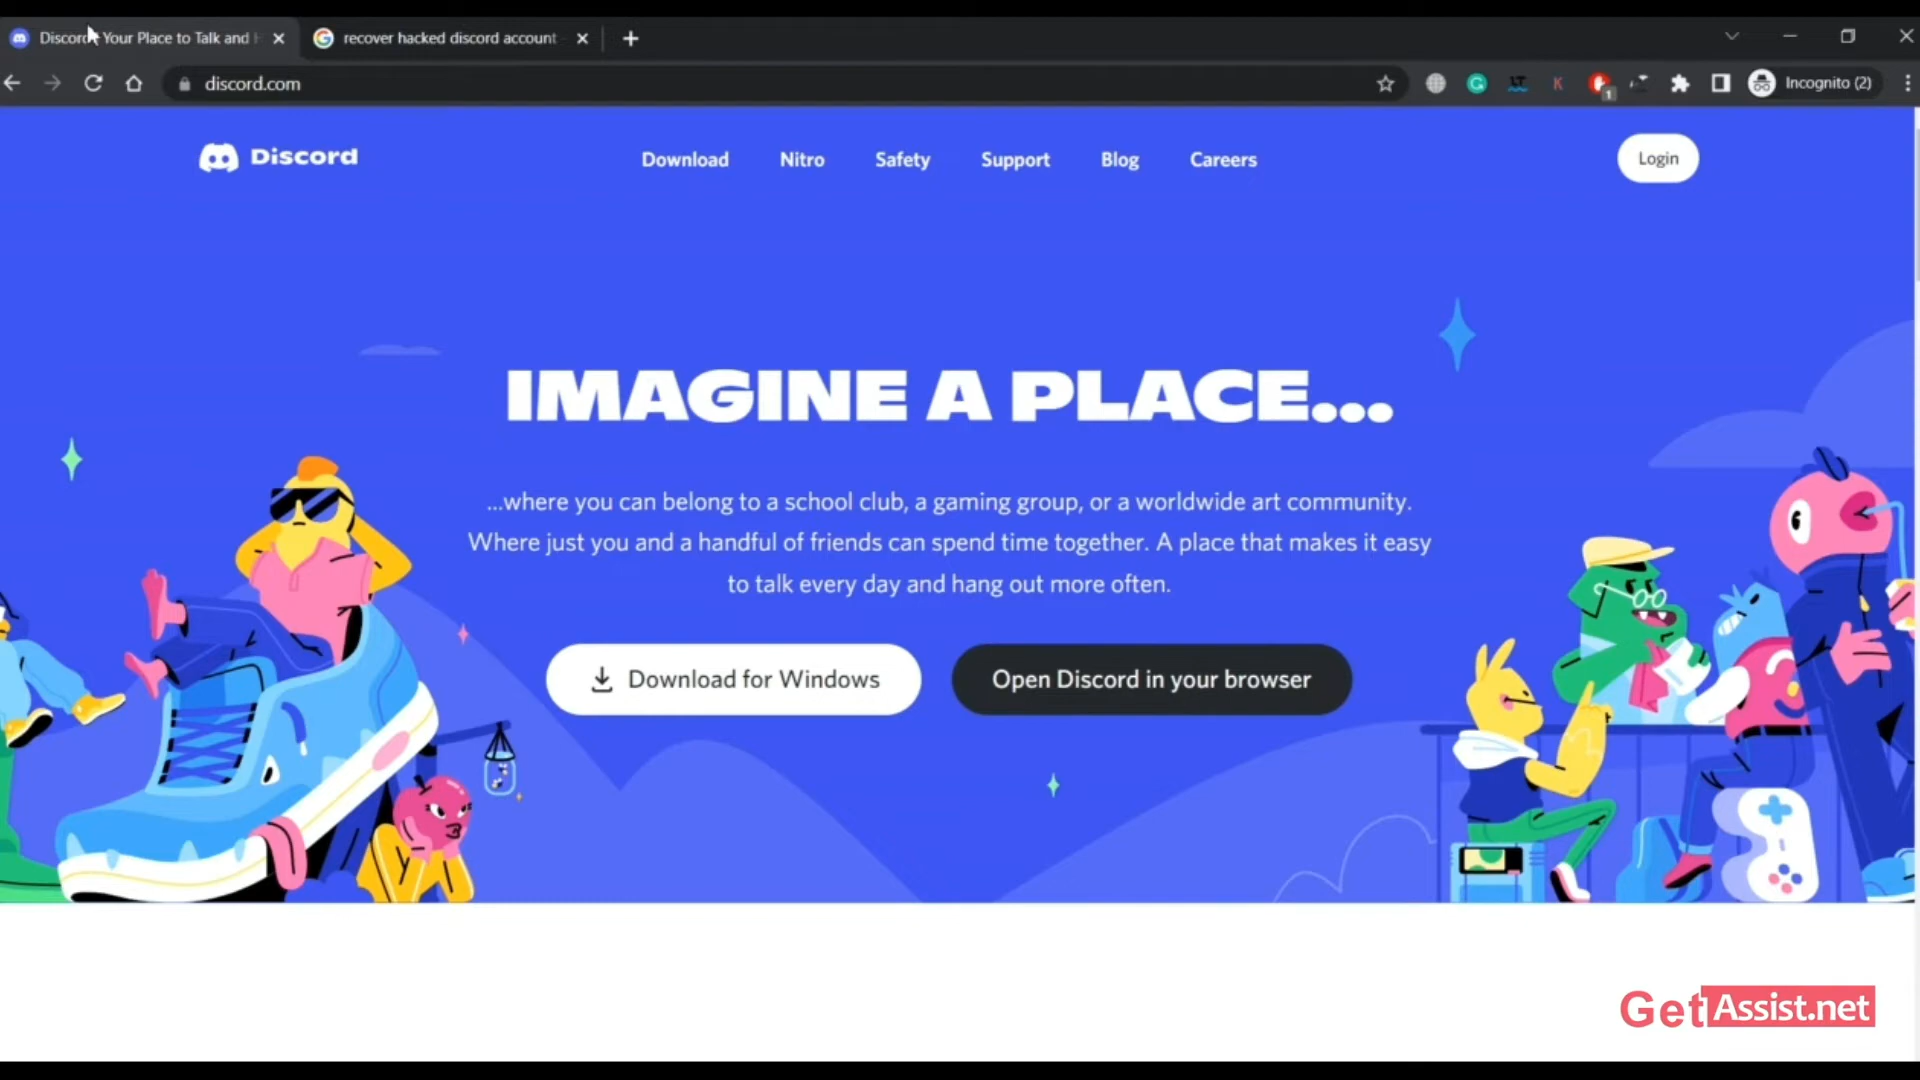 Discord Your Place to Talk and H
recover hacked discord account
discord.com
1
Incognito (2)
Discord
Download
Nitro
Safety
Support
Blog
Careers
Login
IMAGINE A PLACE...
...where you can belong to a school club, a gaming group, or a worldwide art community.
Where just you and a handful of friends can spend time together. A place that makes it easy
to talk every day and hang out more often.
Download for Windows
Open Discord in your browser
GetAssist.net